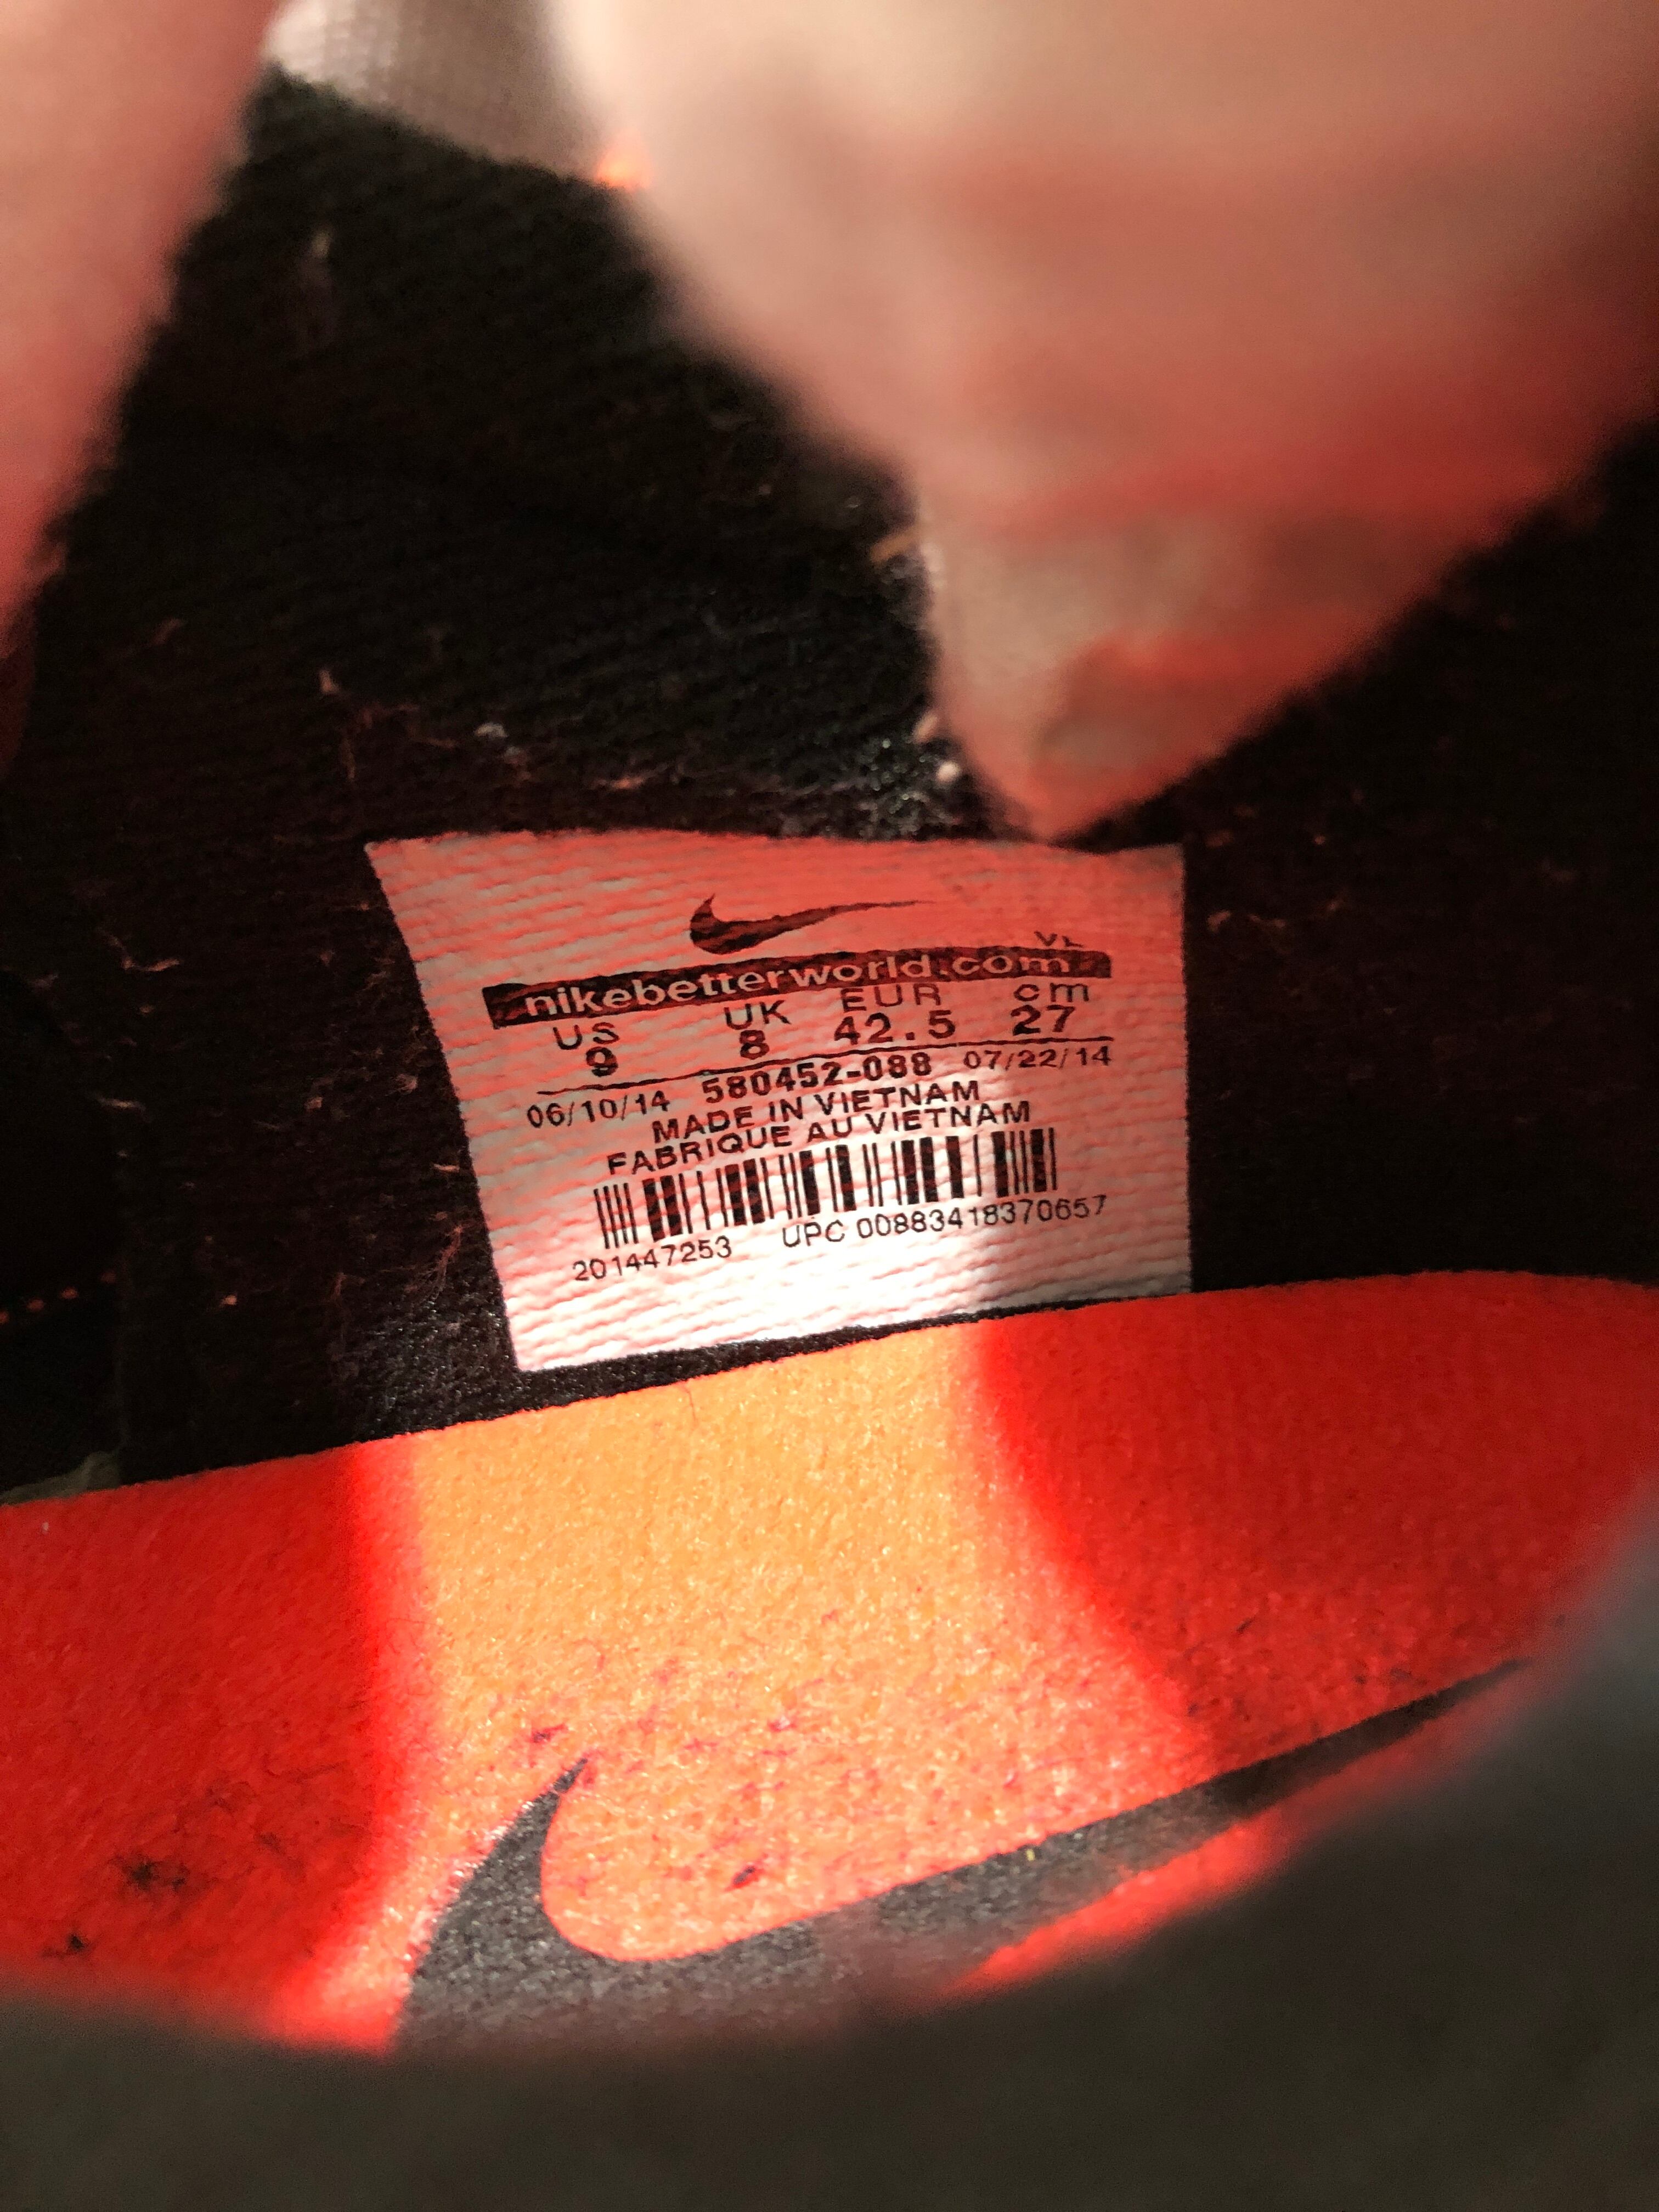 VL
nikebetterworld.com
US UK EUR cm
9 8 42.5 27
06/10/14 580452-088 07/22/14
MADE IN VIETNAM
FABRIQUE AU VIETNAM
201447253 UPC 00883418370657